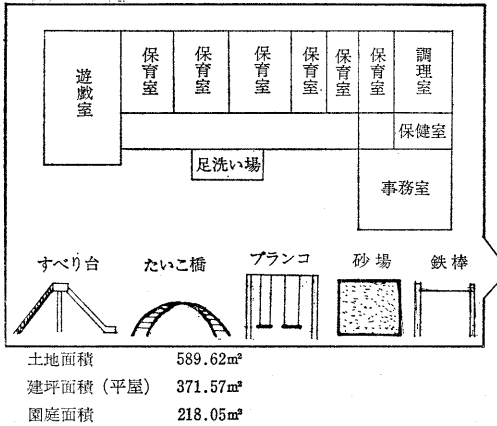 遊戯室
保育室
保育室
保育室
保育室
保育室
保育室
調理室
保健室
足洗い場
事務室
すべり台
たいこ橋
ブランコ
砂場
鉄棒
土地面積 589.62m²
建坪面積(平屋) 371.57m²
園庭面積 218.05m²